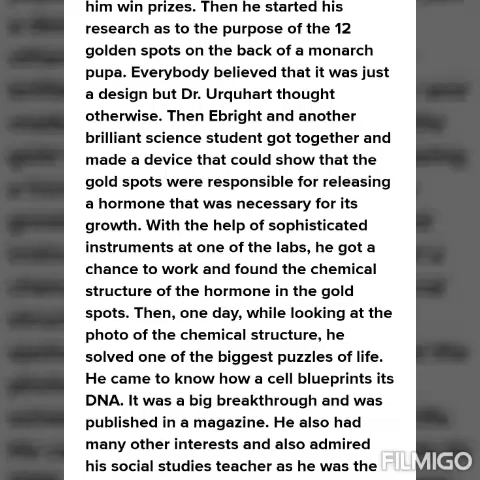 him win prizes. Then he started his
research as to the purpose of the 12
golden spots on the back of a monarch
pupa. Everybody believed that it was just
a design but Dr. Urquhart thought
otherwise. Then Ebright and another
brilliant science student got together and
made a device that could show that the
gold spots were responsible for releasing
a hormone that was necessary for its
growth. With the help of sophisticated
instruments at one of the labs, he got a
chance to work and found the chemical
structure of the hormone in the gold
spots. Then, one day, while looking at the
photo of the chemical structure, he
solved one of the biggest puzzles of life.
He came to know how a cell blueprints its
DNA. It was a big breakthrough and was
published in a magazine. He also had
many other interests and also admired
his social studies teacher as he was the
FILMIGO